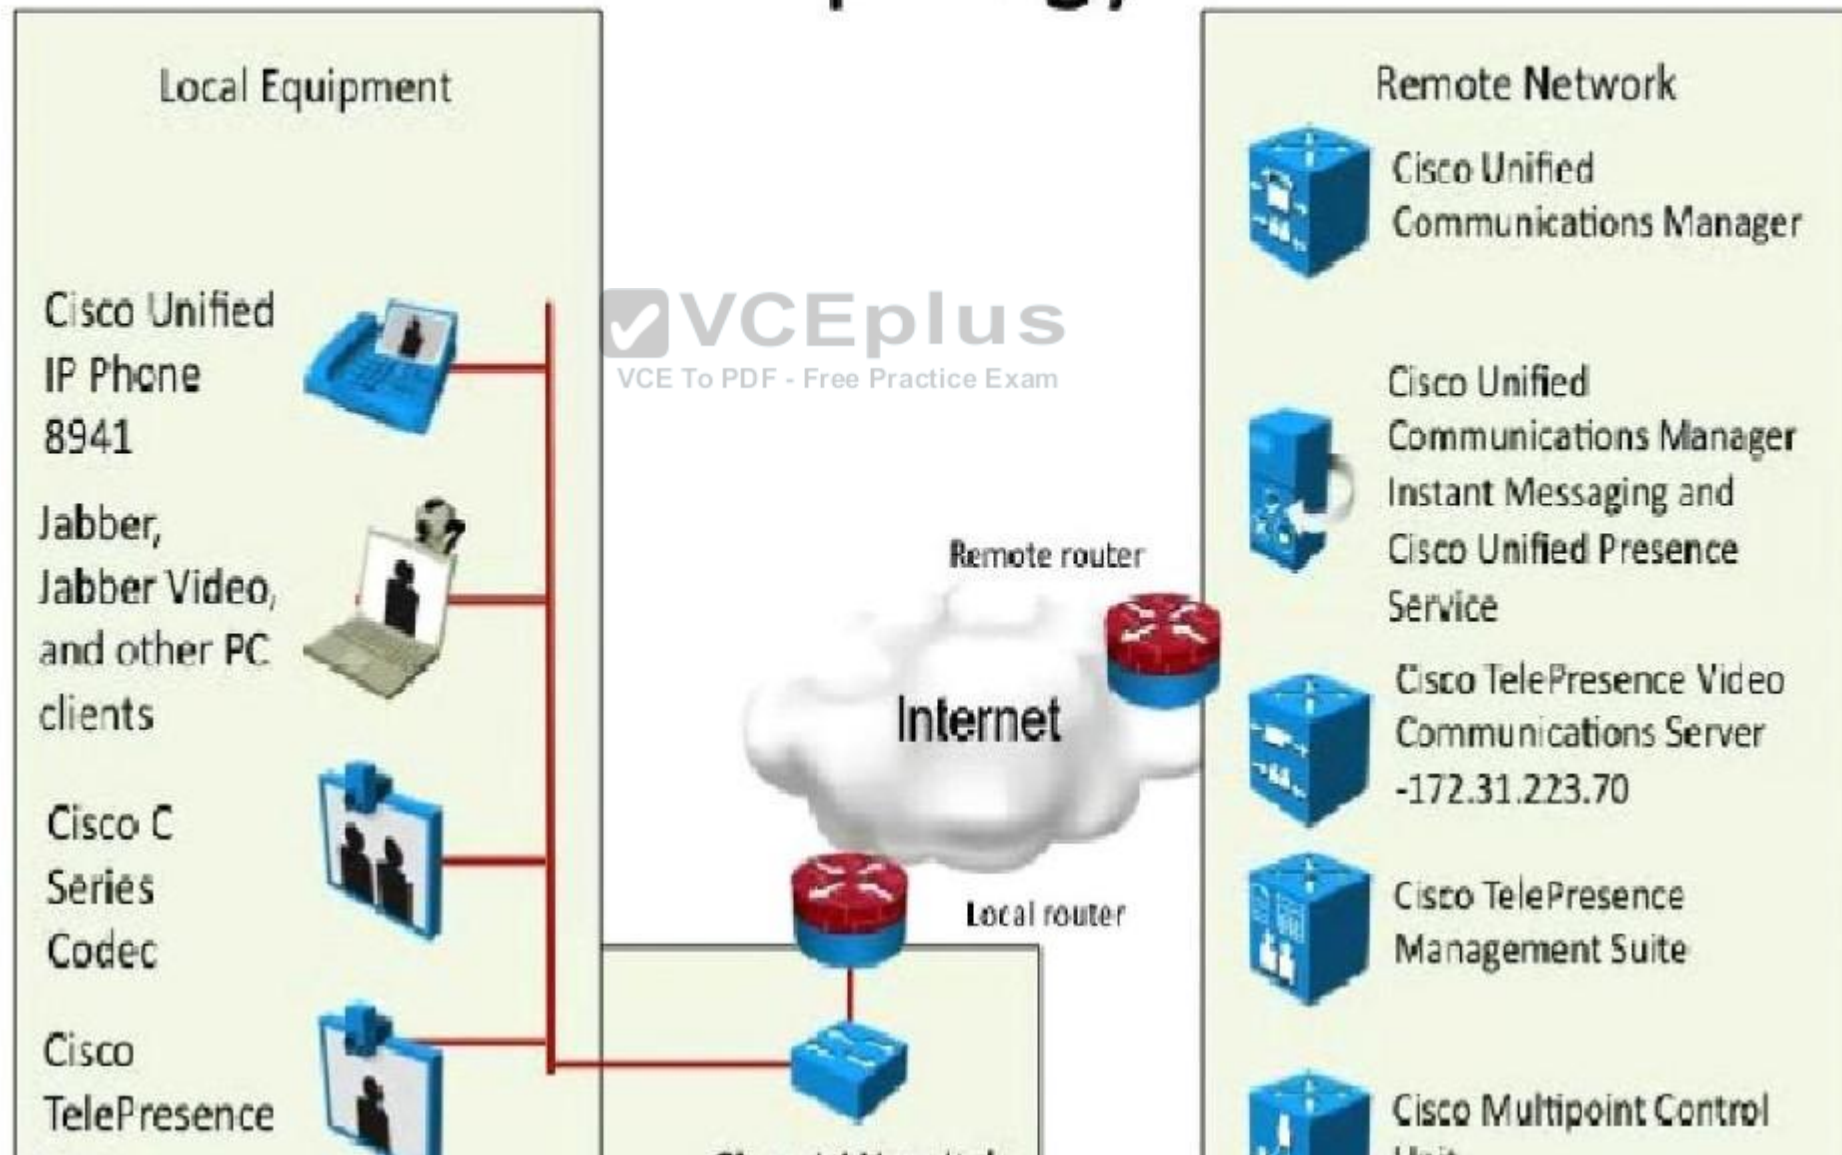 Local Equipment
Cisco Unified
IP Phone
8941
Jabber,
Jabber Video,
and other PC
clients
Cisco C
Series
Codec
Cisco
TelePresence
VCEplus
VCE To PDF - Free Practice Exam
Remote router
Internet
Local router
Remote Network
Cisco Unified
Communications Manager
Cisco Unified
Communications Manager
Instant Messaging and
Cisco Unified Presence
Service
Cisco TelePresence Video
Communications Server
-172.31.223.70
Cisco TelePresence
Management Suite
Cisco Multipoint Control